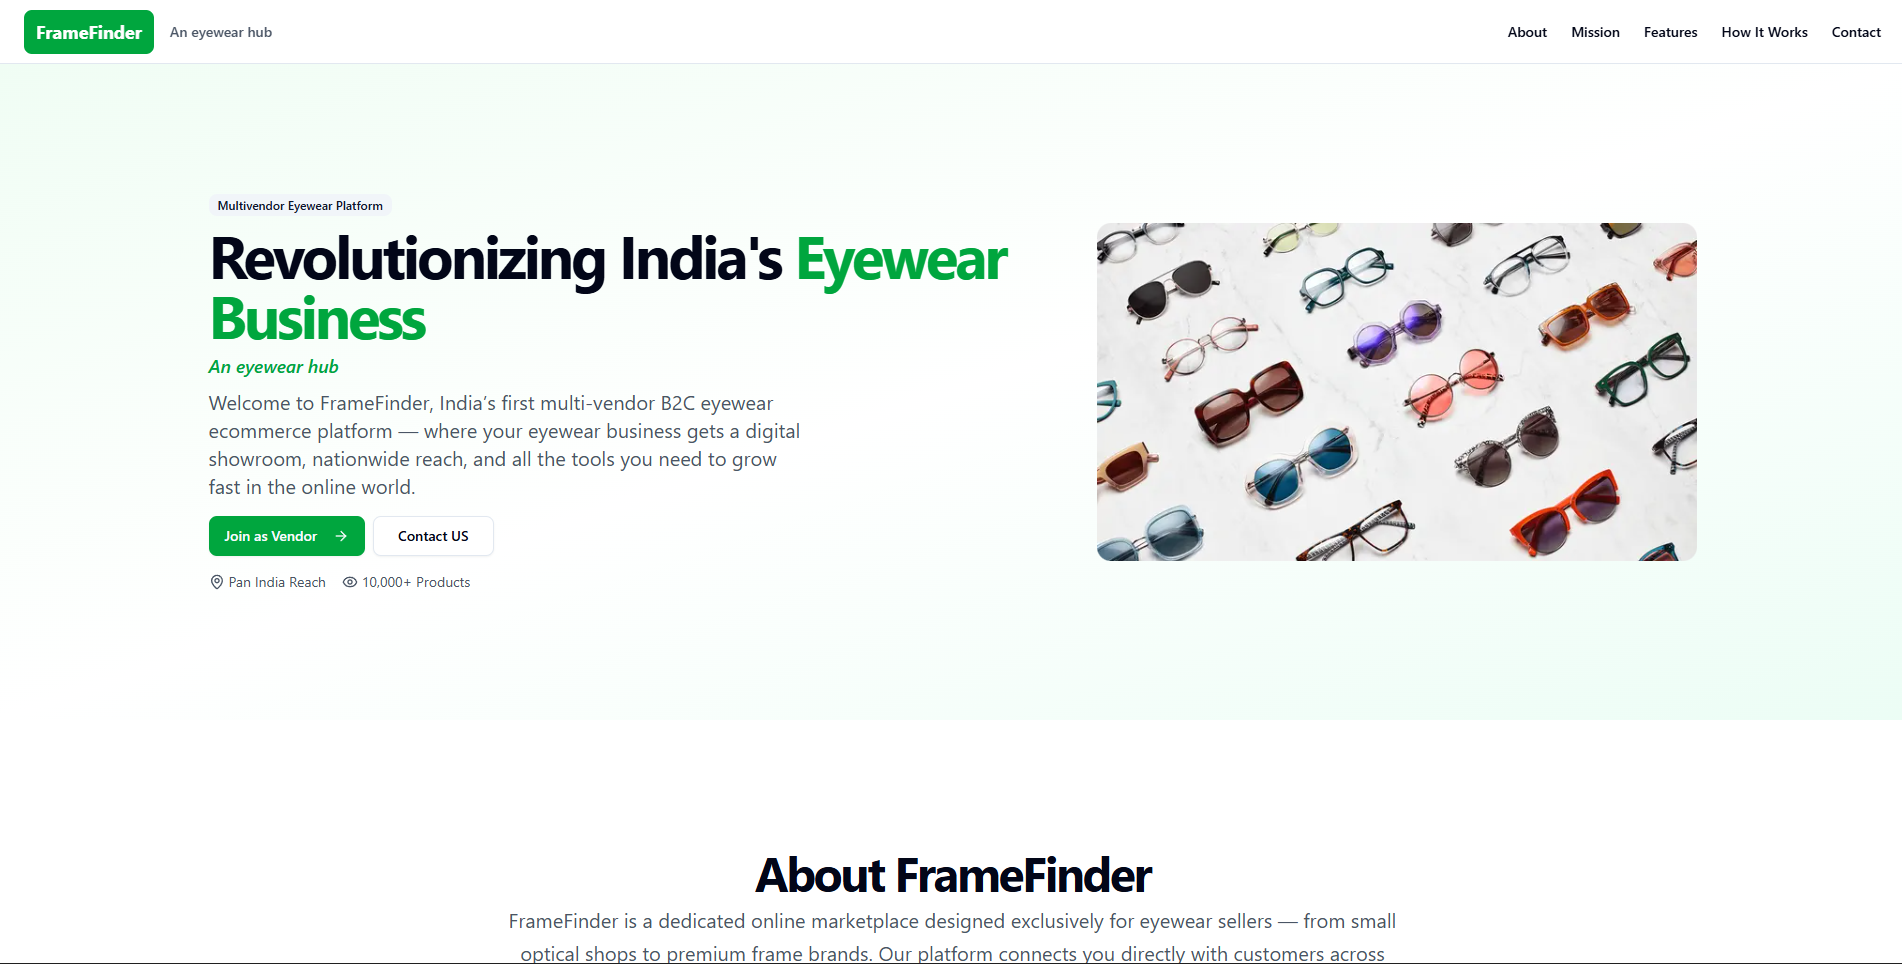 FrameFinder
An eyewear hub
About
Mission
Features
How It Works
Contact
Multivendor Eyewear Platform
Revolutionizing India's Eyewear
Business
An eyewear hub
Welcome to FrameFinder, India’s first multi-vendor B2C eyewear
ecommerce platform — where your eyewear business gets a digital
showroom, nationwide reach, and all the tools you need to grow
fast in the online world.
Join as Vendor →
Contact US
Pan India Reach
10,000+ Products
About FrameFinder
FrameFinder is a dedicated online marketplace designed exclusively for eyewear sellers — from small
optical shops to premium frame brands. Our platform connects you directly with customers across